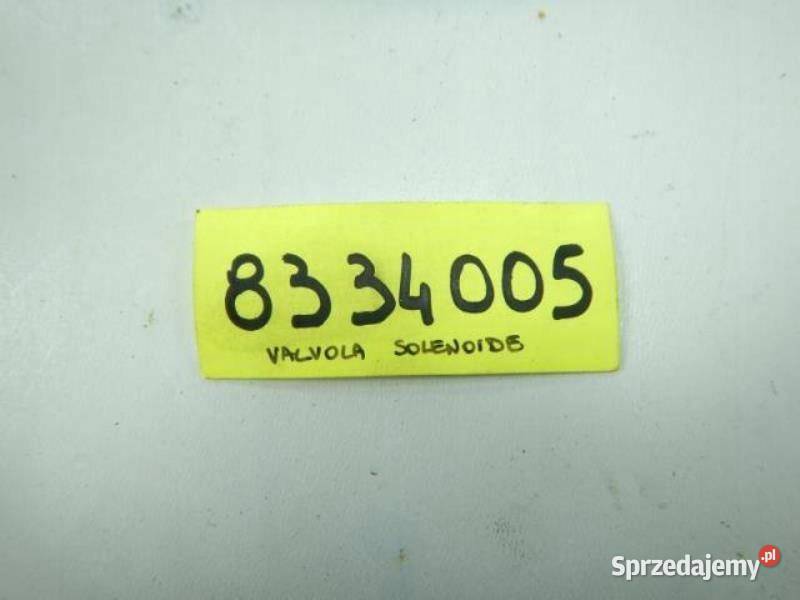 8334005
VALVOLA SOLENOIDE
Sprzedajemy.pl